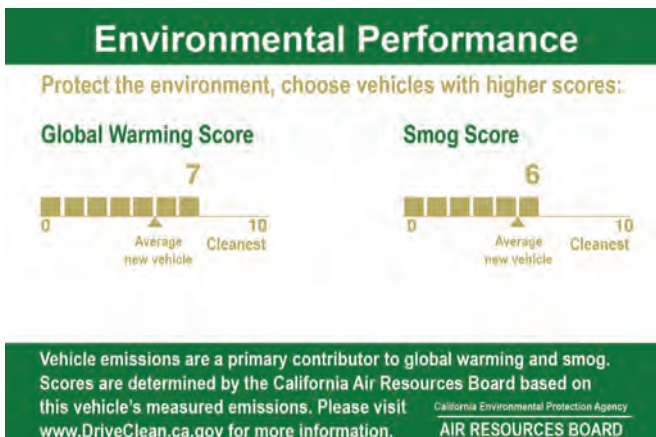 Environmental Performance
Protect the environment, choose vehicles with higher scores:
Global Warming Score
7
0 10
Average
new vehicle
Cleanest
Smog Score
6
0 10
Average
new vehicle
Cleanest
Vehicle emissions are a primary contributor to global warming and smog.
Scores are determined by the California Air Resources Board based on
this vehicle's measured emissions. Please visit
www.DriveClean.ca.gov for more information.
California Environmental Protection Agency
AIR RESOURCES BOARD